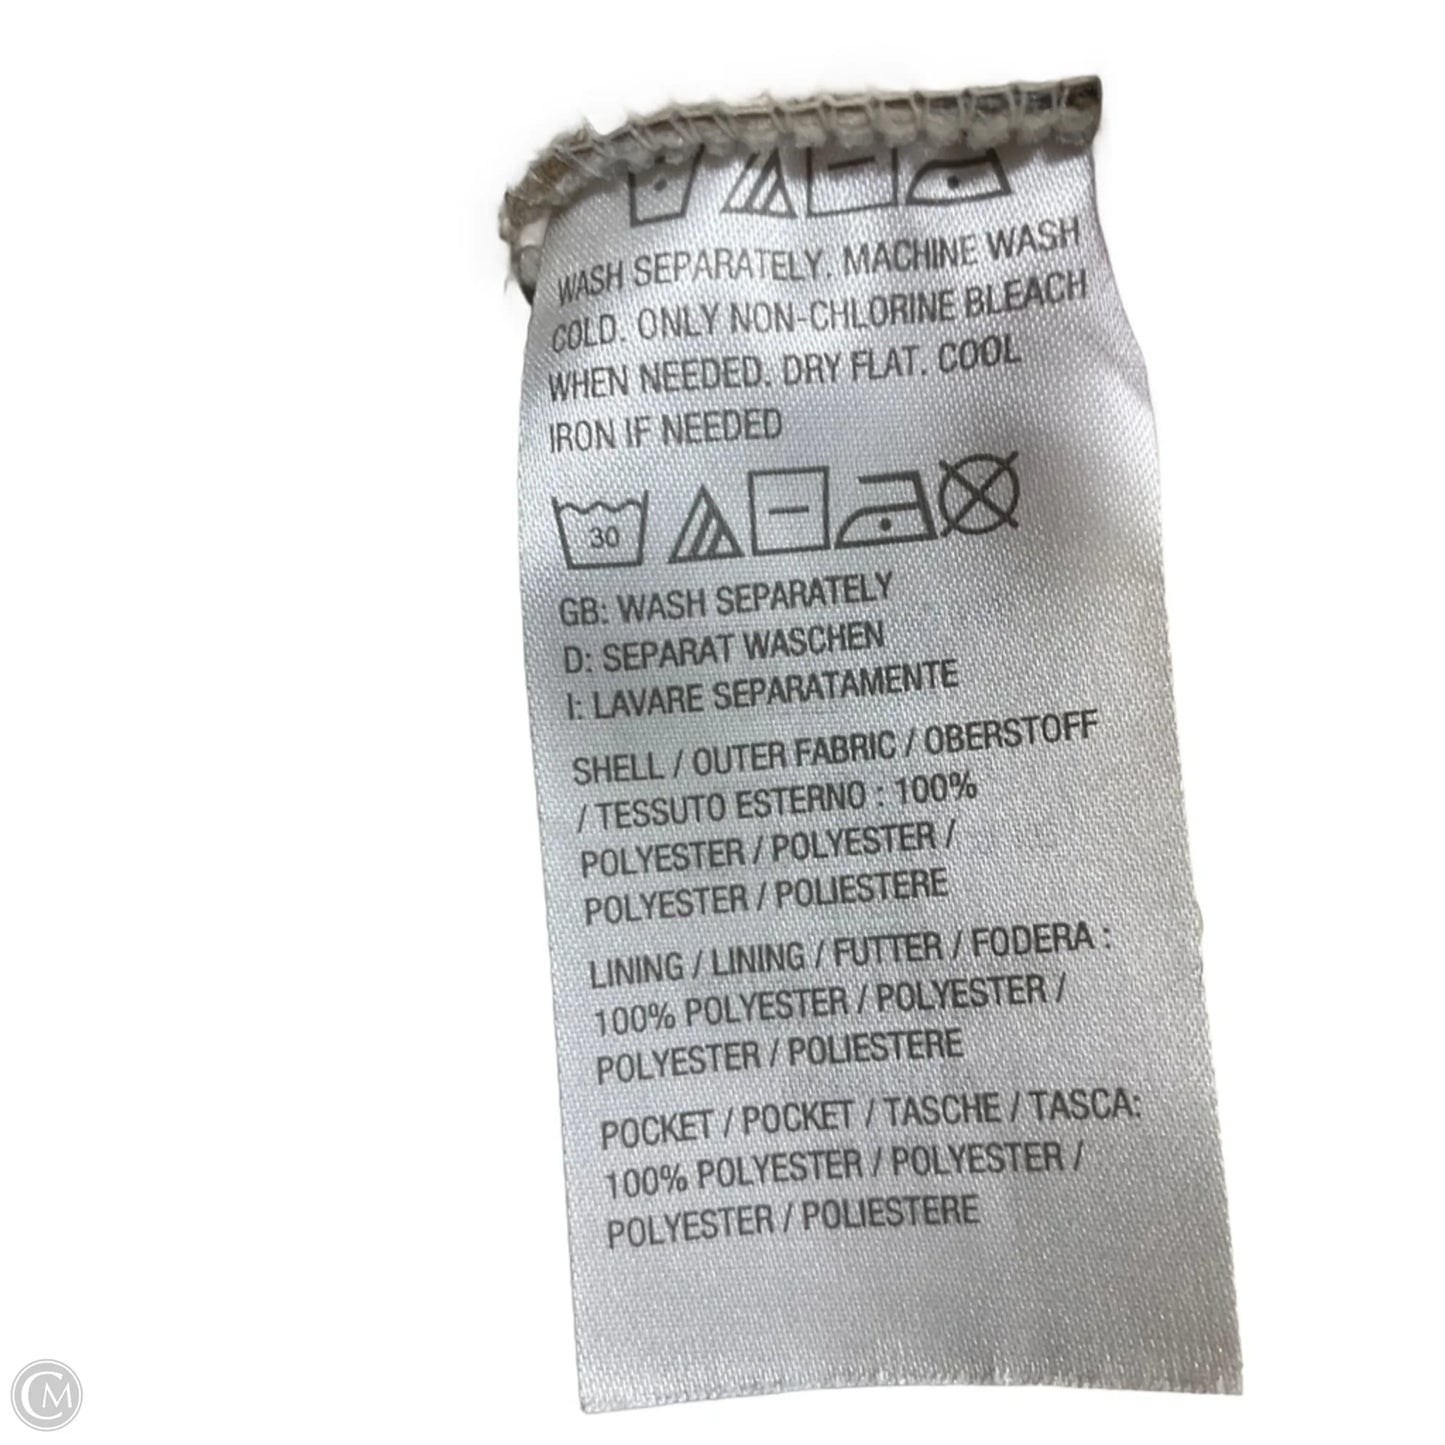 WASH SEPARATELY. MACHINE WASH
COLD. ONLY NON-CHLORINE BLEACH
WHEN NEEDED. DRY FLAT. COOL
IRON IF NEEDED
30
GB: WASH SEPARATELY
D: SEPARAT WASCHEN
I: LAVARE SEPARATAMENTE
SHELL / OUTER FABRIC / OBERSTOFF
/ TESSUTO ESTERNO : 100%
POLYESTER / POLYESTER /
POLYESTER / POLIESTERE
LINING / LINING / FUTTER / FODERA :
100% POLYESTER / POLYESTER /
POLYESTER / POLIESTERE
POCKET / POCKET / TASCHE / TASCA:
100% POLYESTER / POLYESTER /
POLYESTER / POLIESTERE
CM